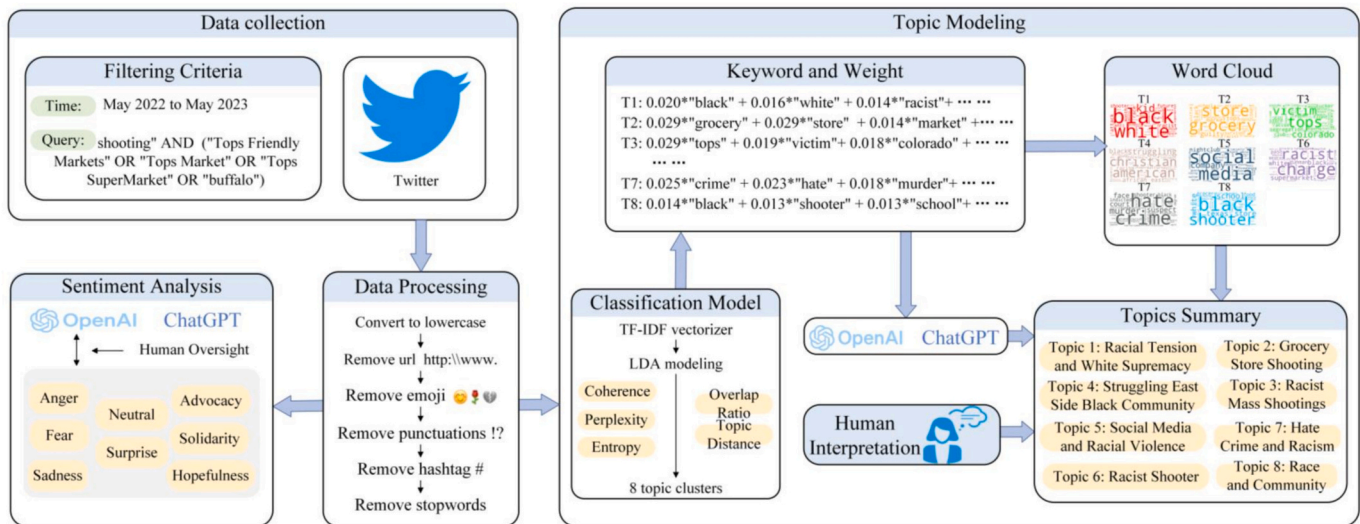 Data collection
Filtering Criteria
Time: May 2022 to May 2023
Query: shooting" AND ("Tops Friendly
Markets" OR "Tops Market" OR "Tops
SuperMarket" OR "buffalo")
Twitter
Sentiment Analysis
OpenAI ChatGPT
Human Oversight
Anger
Fear
Sadness
Neutral
Surprise
Advocacy
Solidarity
Hopefulness
Data Processing
Convert to lowercase
Remove url http:\\www.
Remove emoji 😊🌹💔
Remove punctuations !?
Remove hashtag #
Remove stopwords
Topic Modeling
Keyword and Weight
T1: 0.020*"black" + 0.016*"white" + 0.014*"racist"+ ··· ···
T2: 0.029*"grocery" + 0.029*"store" + 0.014*"market" +··· ···
T3: 0.029*"tops" + 0.019*"victim" + 0.018*"colorado" + ··· ···
··· ···
T7: 0.025*"crime" + 0.023*"hate" + 0.018*"murder" + ··· ···
T8: 0.014*"black" + 0.013*"shooter" + 0.013*"school"+ ··· ···
Word Cloud
T1
kid
black
white
T2
store
grocery
T3
victim
tops
colorado
T4
struggling
christian
american
T5
social
company
media
T6
racist
charge
supermarket
T7
face
hate
murder suspect
crime
T8
black
shooter
Classification Model
TF-IDF vectorizer
LDA modeling
Coherence
Perplexity
Entropy
Overlap
Ratio
Topic
Distance
8 topic clusters
OpenAI ChatGPT
Human
Interpretation
Topics Summary
Topic 1: Racial Tension
and White Supremacy
Topic 2: Grocery
Store Shooting
Topic 4: Struggling East
Side Black Community
Topic 3: Racist
Mass Shootings
Topic 5: Social Media
and Racial Violence
Topic 7: Hate
Crime and Racism
Topic 6: Racist Shooter
Topic 8: Race
and Community